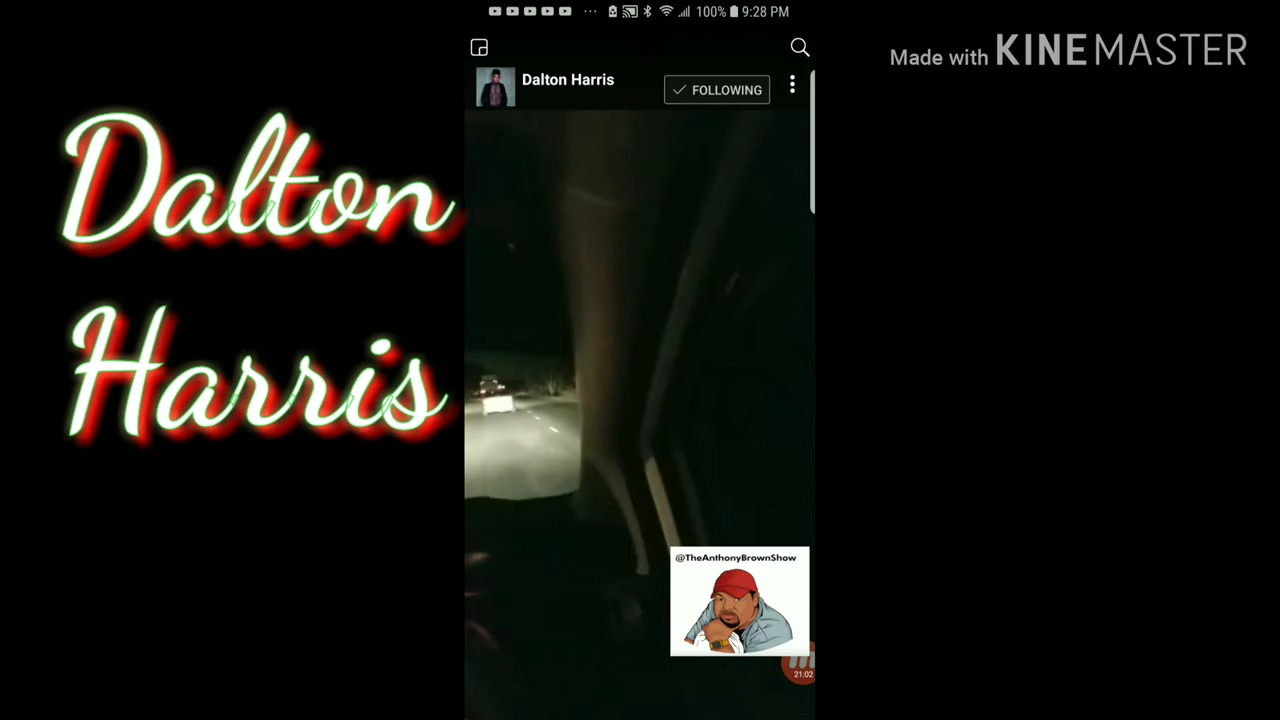 100% 9:28 PM
Made with KINEMASTER
Dalton Harris
FOLLOWING
Dalton
Harris
@TheAnthonyBrownShow
21:02